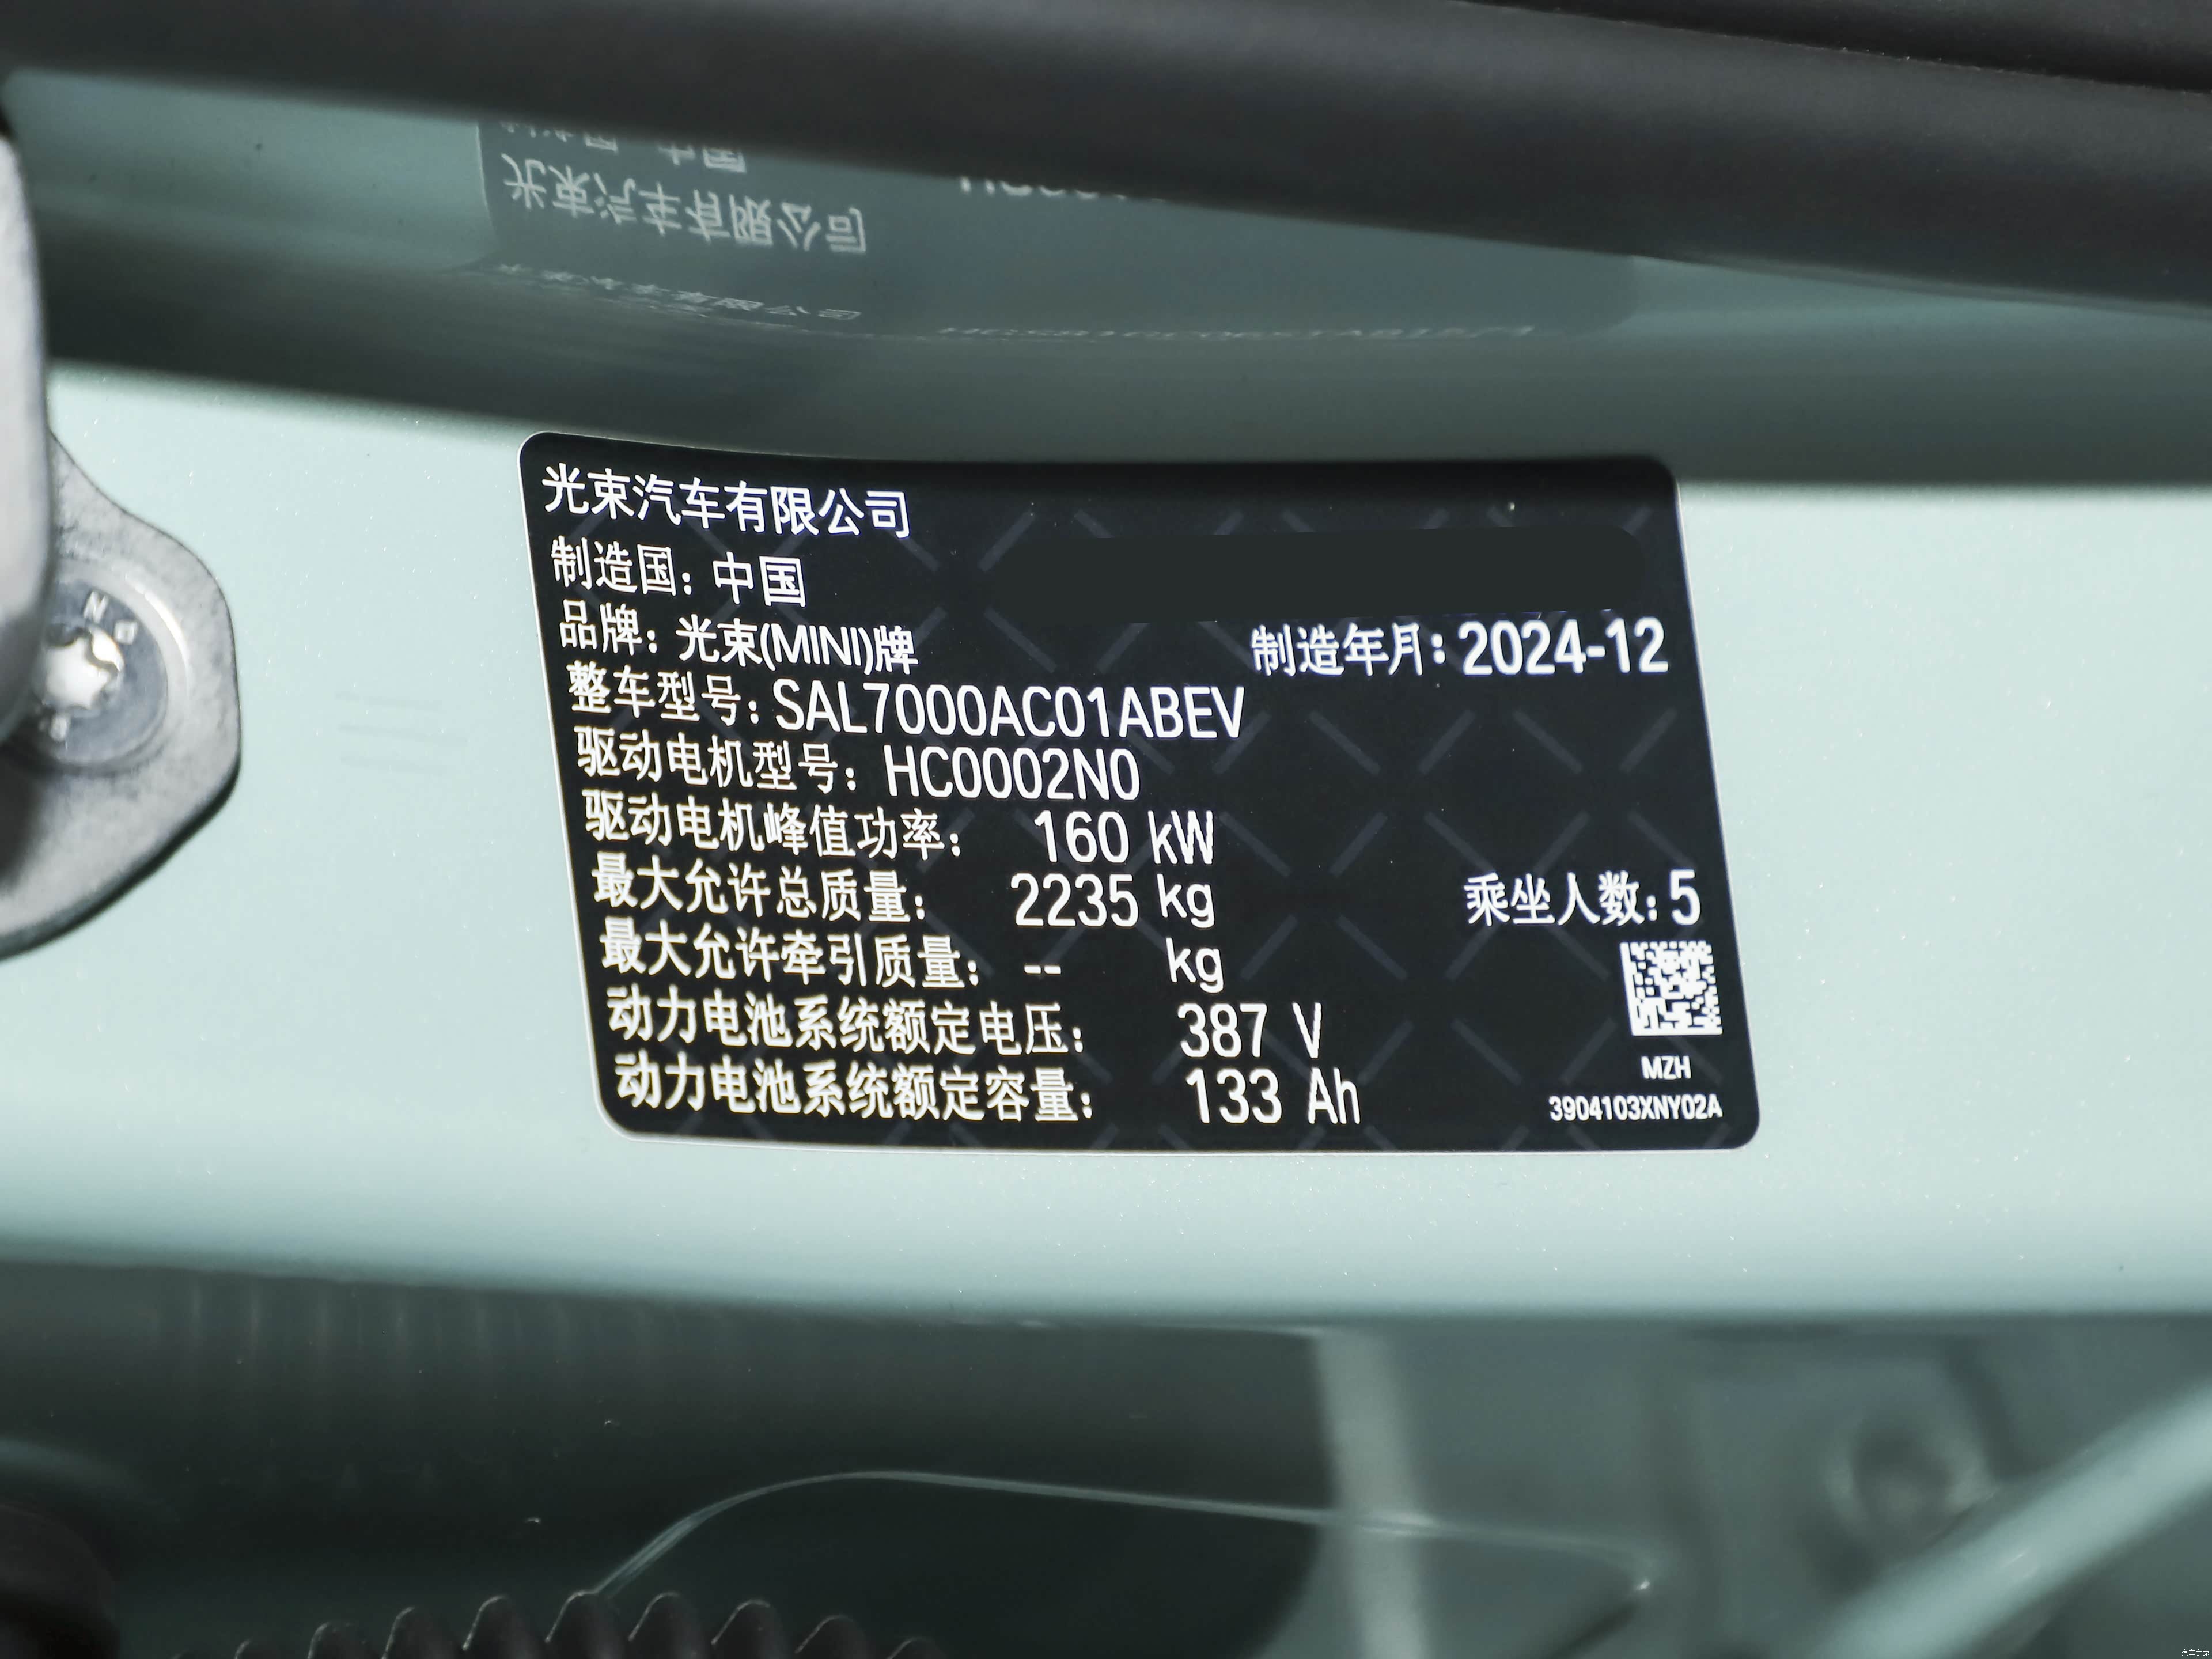 光束汽车有限公司
制造国：中国
品牌：光束(MINI)牌 制造年月：2024-12
整车型号：SAL7000AC01ABEV
驱动电机型号：HC0002N0
驱动电机峰值功率： 160 kW
最大允许总质量： 2235 kg 乘坐人数：5
最大允许牵引质量： -- kg
动力电池系统额定电压： 387 V
动力电池系统额定容量： 133 Ah
MZH
3904103XNY02A
汽车之家